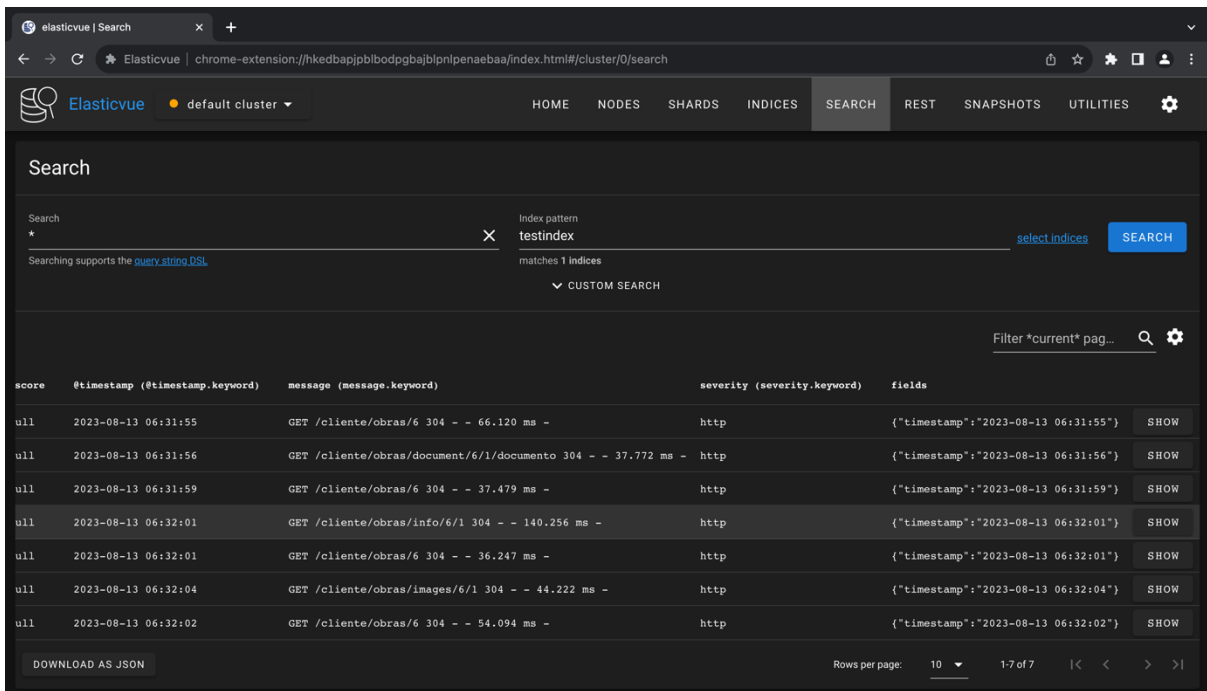 elasticvue | Search
Elasticvue | chrome-extension://hkedbapjpblbodpgbajblpnlpenaebaa/index.html#/cluster/0/search
Elasticvue default cluster HOME NODES SHARDS INDICES SEARCH REST SNAPSHOTS UTILITIES
Search
Search Index pattern
* testindex select indices SEARCH
Searching supports the query string DSL matches 1 indices
CUSTOM SEARCH
Filter *current* pag...
score @timestamp (@timestamp.keyword) message (message.keyword) severity (severity.keyword) fields
ull 2023-08-13 06:31:55 GET /cliente/obras/6 304 - - 66.120 ms - http {"timestamp":"2023-08-13 06:31:55"} SHOW
ull 2023-08-13 06:31:56 GET /cliente/obras/document/6/1/documento 304 - - 37.772 ms - http {"timestamp":"2023-08-13 06:31:56"} SHOW
ull 2023-08-13 06:31:59 GET /cliente/obras/6 304 - - 37.479 ms - http {"timestamp":"2023-08-13 06:31:59"} SHOW
ull 2023-08-13 06:32:01 GET /cliente/obras/info/6/1 304 - - 140.256 ms - http {"timestamp":"2023-08-13 06:32:01"} SHOW
ull 2023-08-13 06:32:01 GET /cliente/obras/6 304 - - 36.247 ms - http {"timestamp":"2023-08-13 06:32:01"} SHOW
ull 2023-08-13 06:32:04 GET /cliente/obras/images/6/1 304 - - 44.222 ms - http {"timestamp":"2023-08-13 06:32:04"} SHOW
ull 2023-08-13 06:32:02 GET /cliente/obras/6 304 - - 54.094 ms - http {"timestamp":"2023-08-13 06:32:02"} SHOW
DOWNLOAD AS JSON Rows per page: 10 1-7 of 7